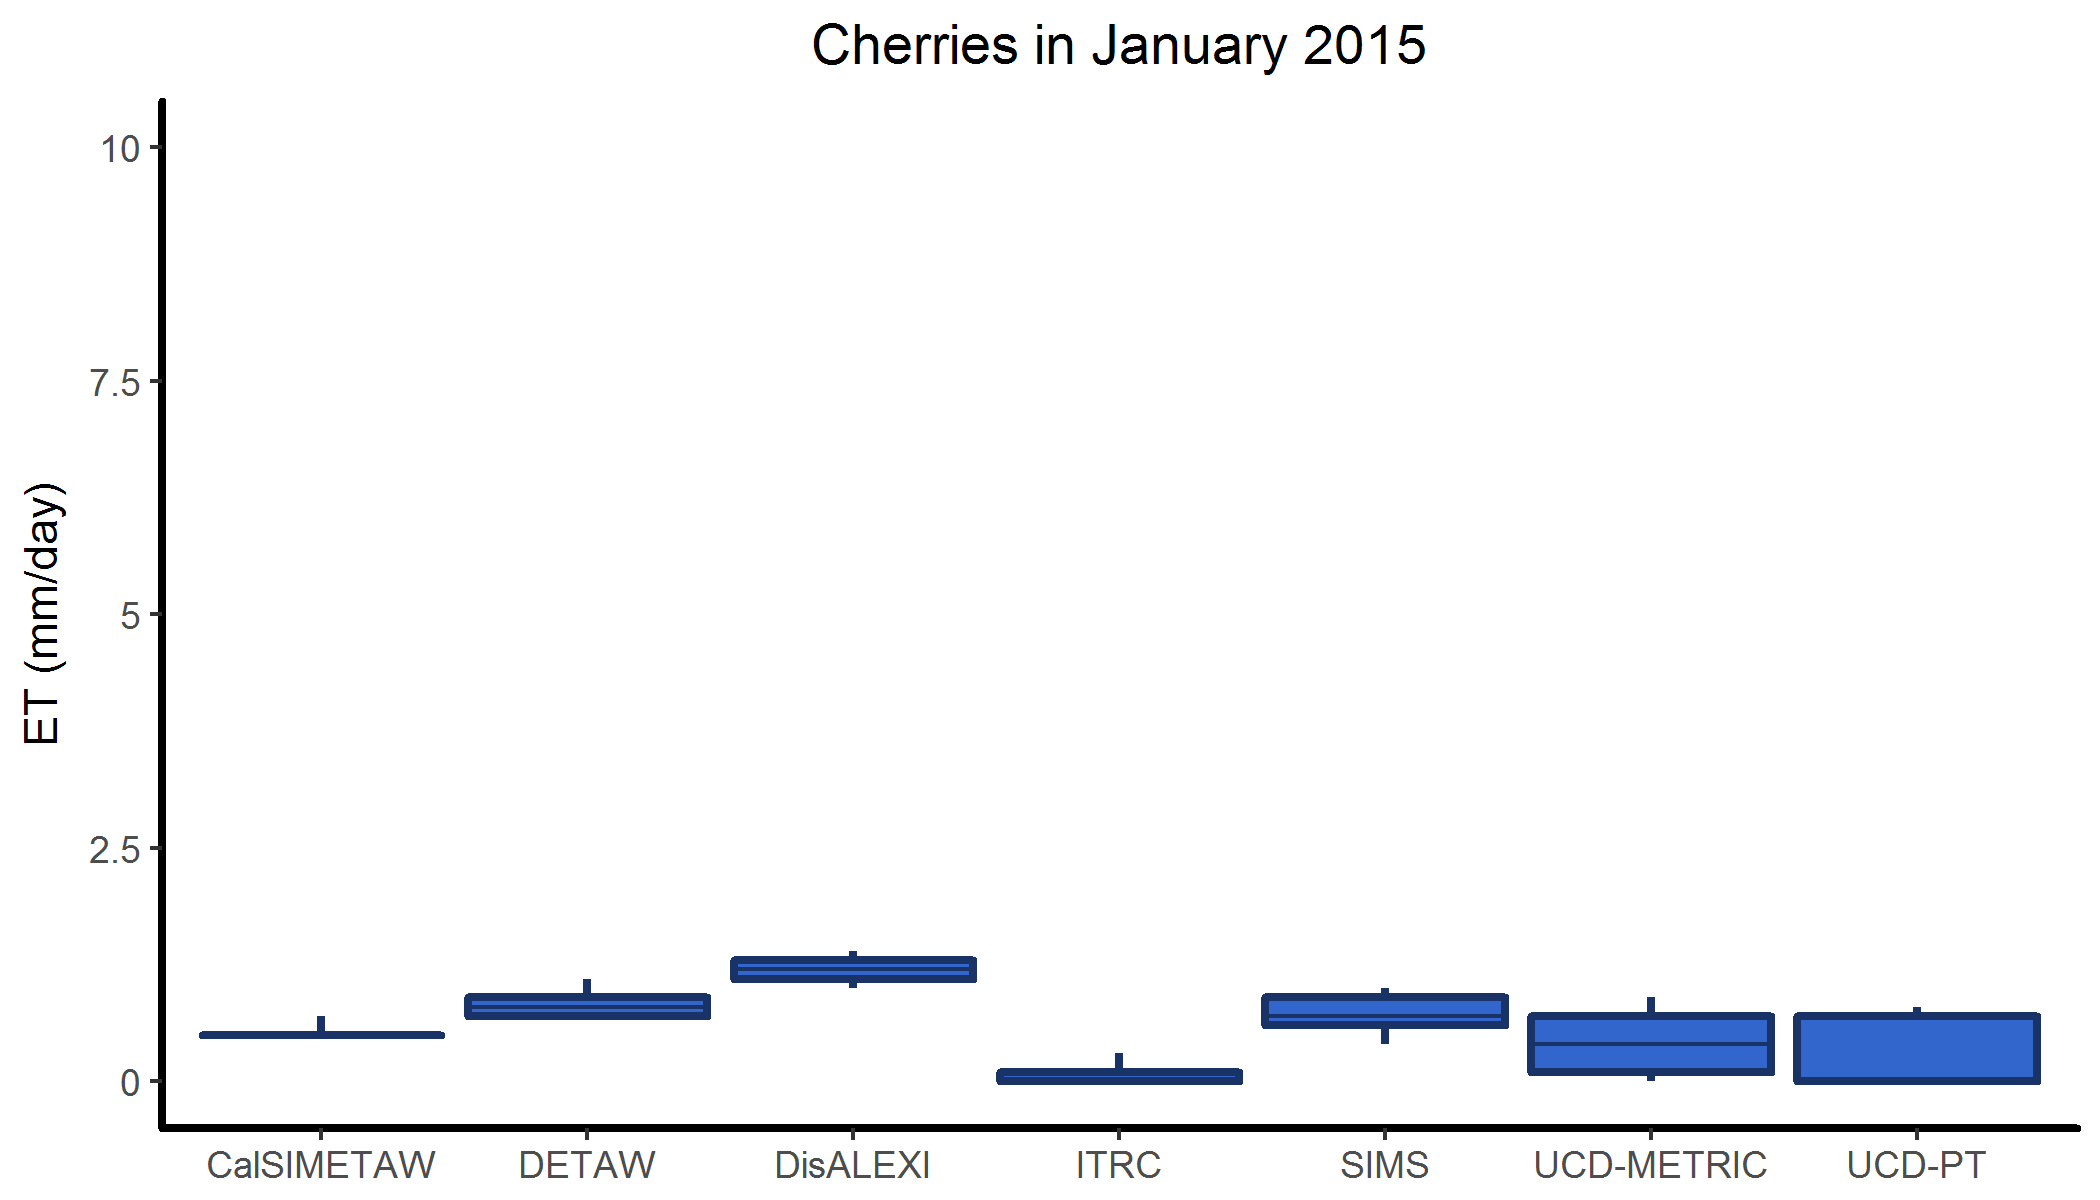 Cherries in January 2015
ET (mm/day)
10
7.5
5
2.5
0
CalSIMETAW DETAW DisALEXI ITRC SIMS UCD-METRIC UCD-PT